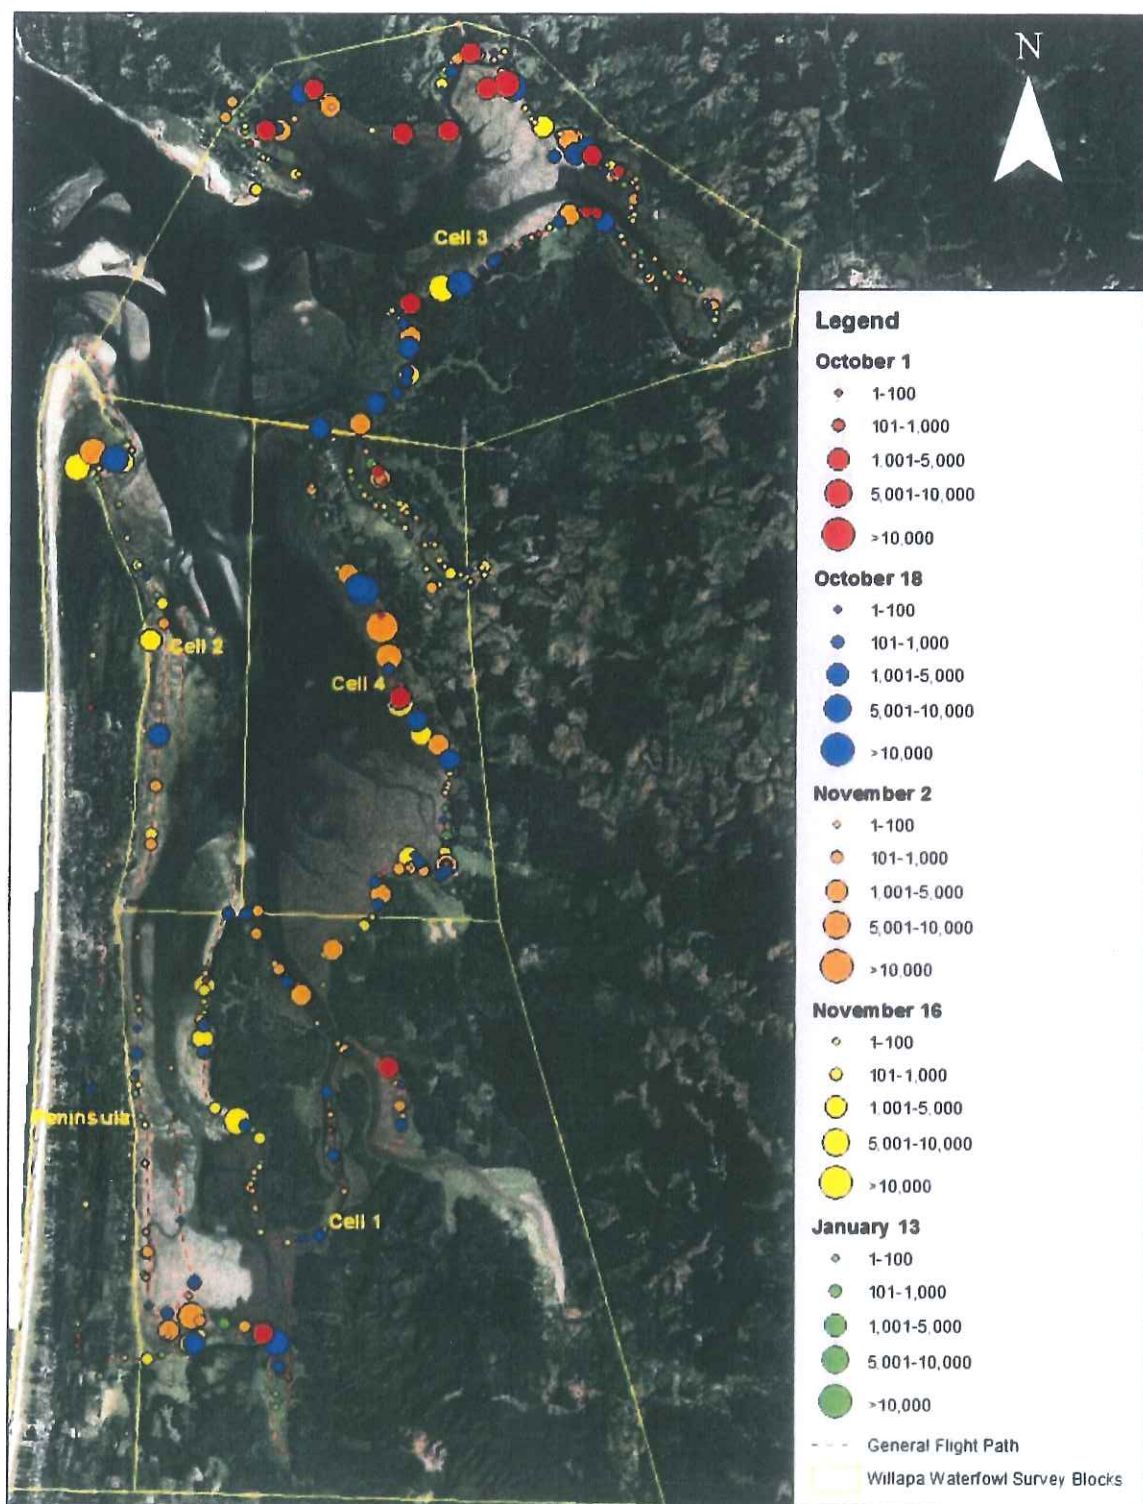 N
Cell 3
Cell 2
Cell 4
Peninsula
Cell 1
Legend
October 1
1-100
101-1,000
1,001-5,000
5,001-10,000
>10,000
October 18
1-100
101-1,000
1,001-5,000
5,001-10,000
>10,000
November 2
1-100
101-1,000
1,001-5,000
5,001-10,000
>10,000
November 16
1-100
101-1,000
1,001-5,000
5,001-10,000
>10,000
January 13
1-100
101-1,000
1,001-5,000
5,001-10,000
>10,000
General Flight Path
Willapa Waterfowl Survey Blocks